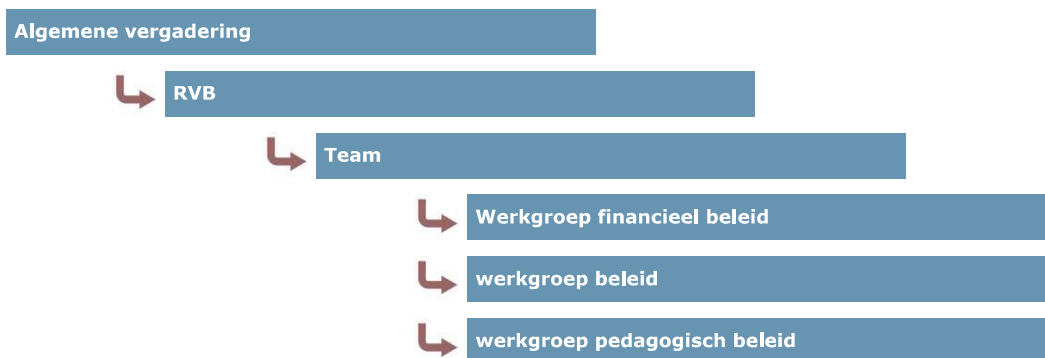 Algemene vergadering
RVB
Team
Werkgroep financieel beleid
werkgroep beleid
werkgroep pedagogisch beleid